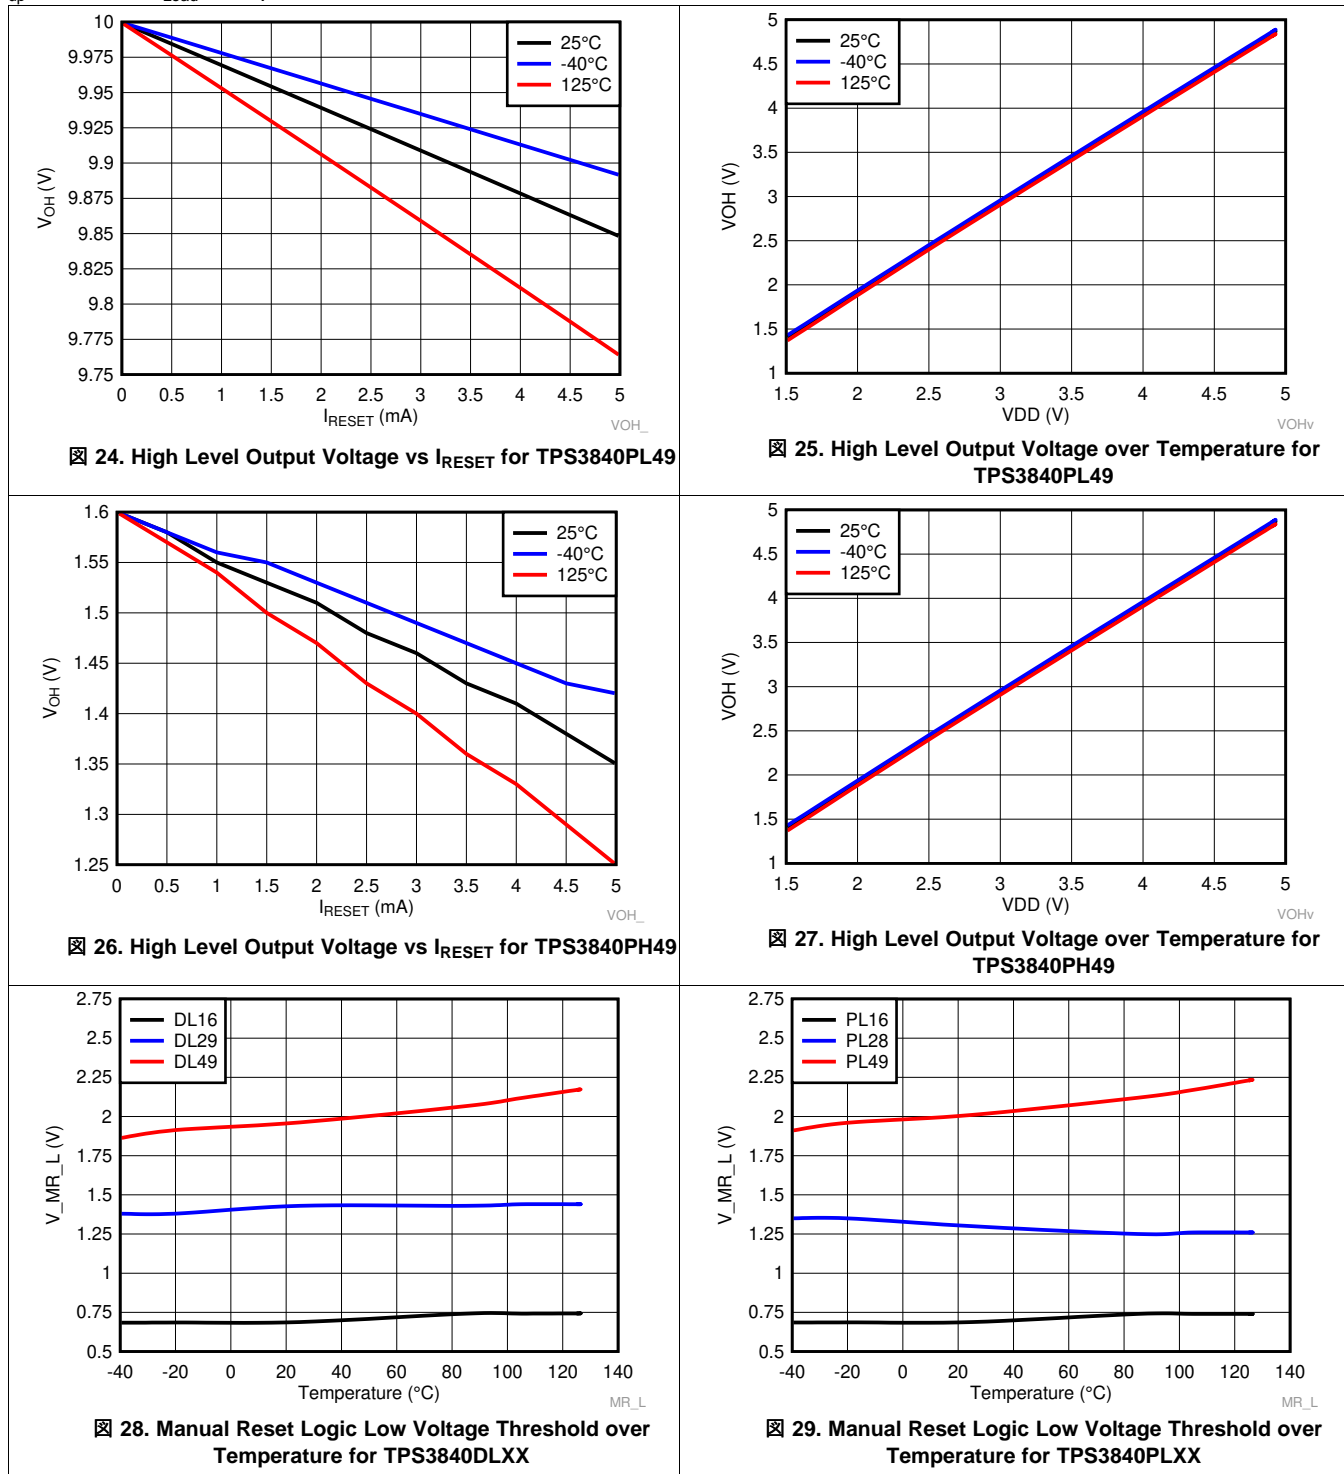 10
9.975
9.95
9.925
9.9
9.875
9.85
9.825
9.8
9.775
9.75
V_OH (V)
25°C
-40°C
125°C
0 0.5 1 1.5 2 2.5 3 3.5 4 4.5 5
I_RESET (mA)
VOH_
図 24. High Level Output Voltage vs I_RESET for TPS3840PL49
5
4.5
4
3.5
3
2.5
2
1.5
1
VOH (V)
25°C
-40°C
125°C
1.5 2 2.5 3 3.5 4 4.5 5
VDD (V)
VOHv
図 25. High Level Output Voltage over Temperature for
TPS3840PL49
1.6
1.55
1.5
1.45
1.4
1.35
1.3
1.25
V_OH (V)
25°C
-40°C
125°C
0 0.5 1 1.5 2 2.5 3 3.5 4 4.5 5
I_RESET (mA)
VOH_
図 26. High Level Output Voltage vs I_RESET for TPS3840PH49
5
4.5
4
3.5
3
2.5
2
1.5
1
VOH (V)
25°C
-40°C
125°C
1.5 2 2.5 3 3.5 4 4.5 5
VDD (V)
VOHv
図 27. High Level Output Voltage over Temperature for
TPS3840PH49
2.75
2.5
2.25
2
1.75
1.5
1.25
1
0.75
0.5
V_MR_L (V)
DL16
DL29
DL49
-40 -20 0 20 40 60 80 100 120 140
Temperature (°C)
MR_L
図 28. Manual Reset Logic Low Voltage Threshold over
Temperature for TPS3840DLXX
2.75
2.5
2.25
2
1.75
1.5
1.25
1
0.75
0.5
V_MR_L (V)
PL16
PL28
PL49
-40 -20 0 20 40 60 80 100 120 140
Temperature (°C)
MR_L
図 29. Manual Reset Logic Low Voltage Threshold over
Temperature for TPS3840PLXX